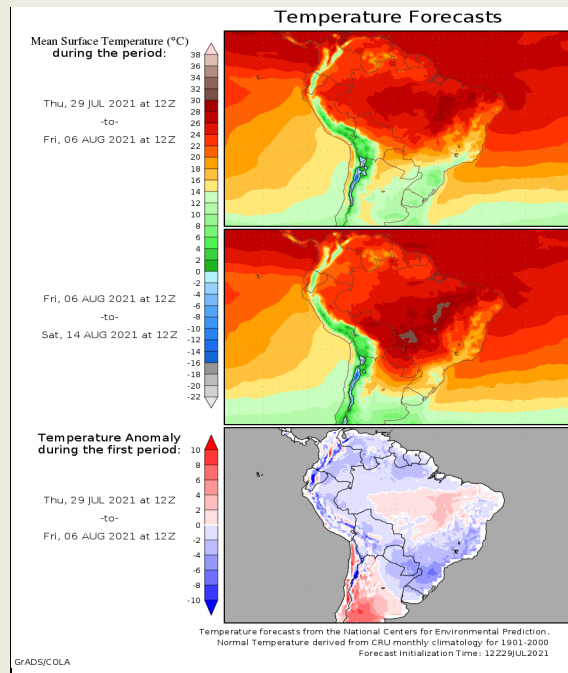 Temperature Forecasts
Mean Surface Temperature (°C)
during the period:
Thu, 29 JUL 2021 at 12Z
-to-
Fri, 06 AUG 2021 at 12Z
38
36
34
32
30
28
26
24
22
20
18
16
14
12
10
8
6
4
2
0
-2
-4
-6
-8
-10
-12
-14
-16
-18
-20
-22
Fri, 06 AUG 2021 at 12Z
-to-
Sat, 14 AUG 2021 at 12Z
Temperature Anomaly
during the first period:
Thu, 29 JUL 2021 at 12Z
-to-
Fri, 06 AUG 2021 at 12Z
10
8
6
4
2
0
-2
-4
-6
-8
-10
Temperature forecasts from the National Centers for Environmental Prediction.
Normal Temperature derived from CRU monthly climatology for 1901-2000
Forecast Initialization Time: 12Z29JUL2021
GrADS/COLA